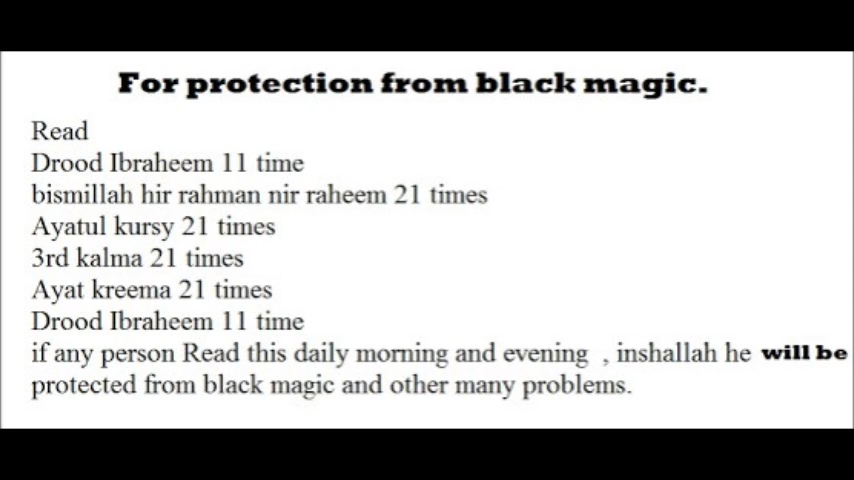 For protection from black magic.
Read
Drood Ibraheem 11 time
bismillah hir rahman nir raheem 21 times
Ayatul kursy 21 times
3rd kalma 21 times
Ayat kreema 21 times
Drood Ibraheem 11 time
if any person Read this daily morning and evening , inshallah he will be
protected from black magic and other many problems.